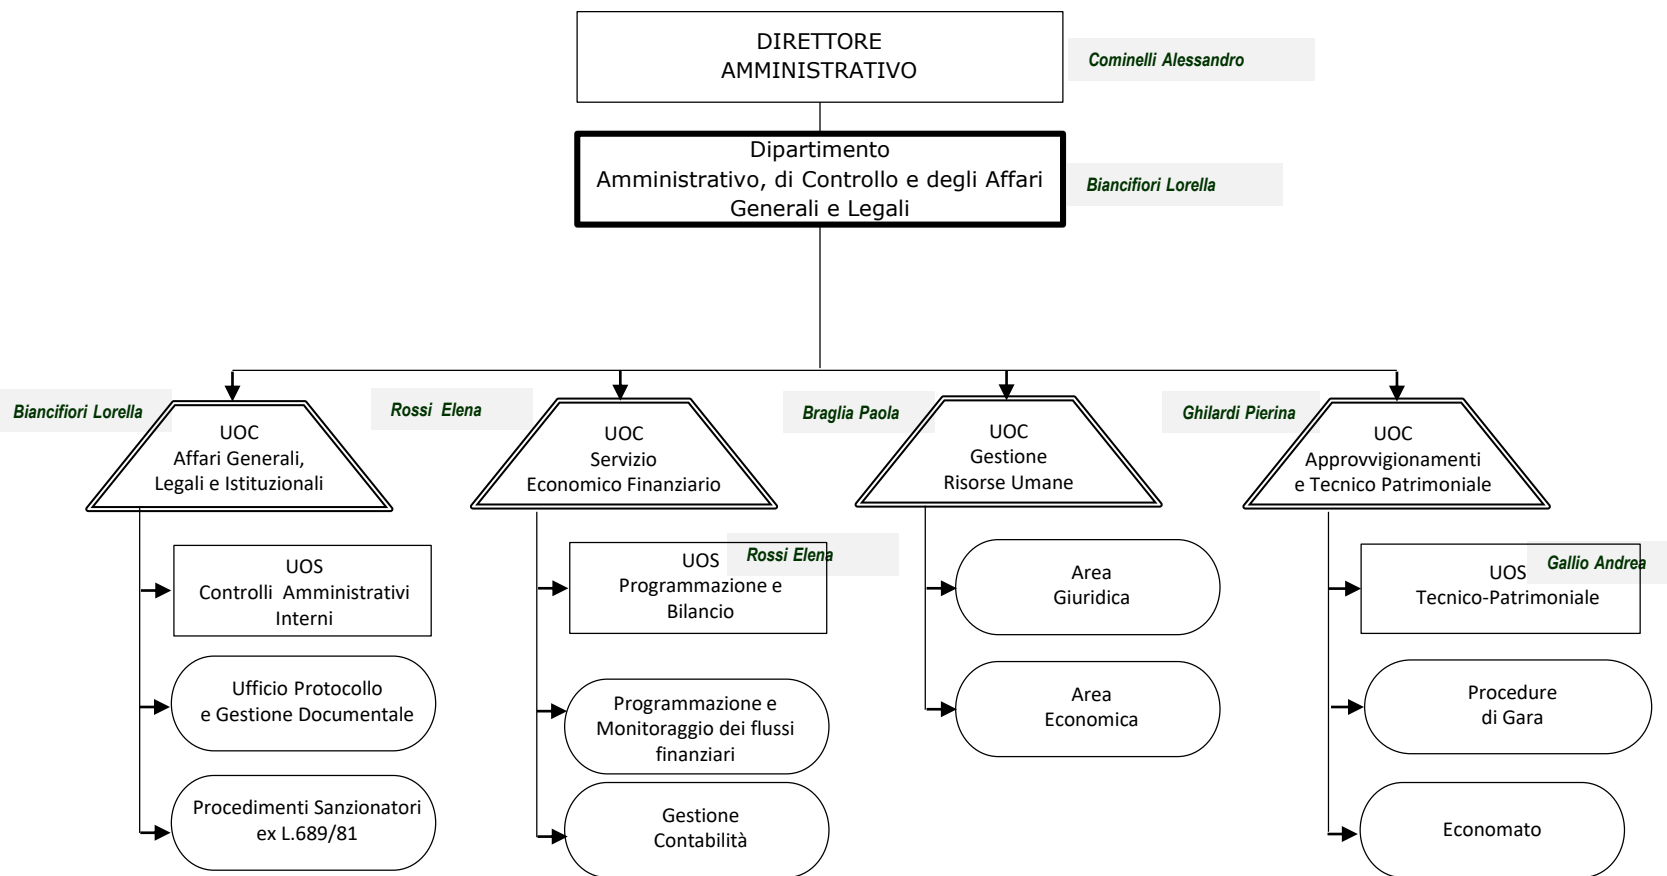 DIRETTORE
AMMINISTRATIVO
Cominelli Alessandro
Dipartimento
Amministrativo, di Controllo e degli Affari
Generali e Legali
Biancifiori Lorella
Biancifiori Lorella
UOC
Affari Generali,
Legali e Istituzionali
Rossi Elena
UOC
Servizio
Economico Finanziario
Braglia Paola
UOC
Gestione
Risorse Umane
Ghilardi Pierina
UOC
Approvvigionamenti
e Tecnico Patrimoniale
UOS
Controlli Amministrativi
Interni
Ufficio Protocollo
e Gestione Documentale
Procedimenti Sanzionatori
ex L.689/81
UOS
Programmazione e
Bilancio
Rossi Elena
Programmazione e
Monitoraggio dei flussi
finanziari
Gestione
Contabilità
Area
Giuridica
Area
Economica
UOS
Tecnico-Patrimoniale
Gallio Andrea
Procedure
di Gara
Economato